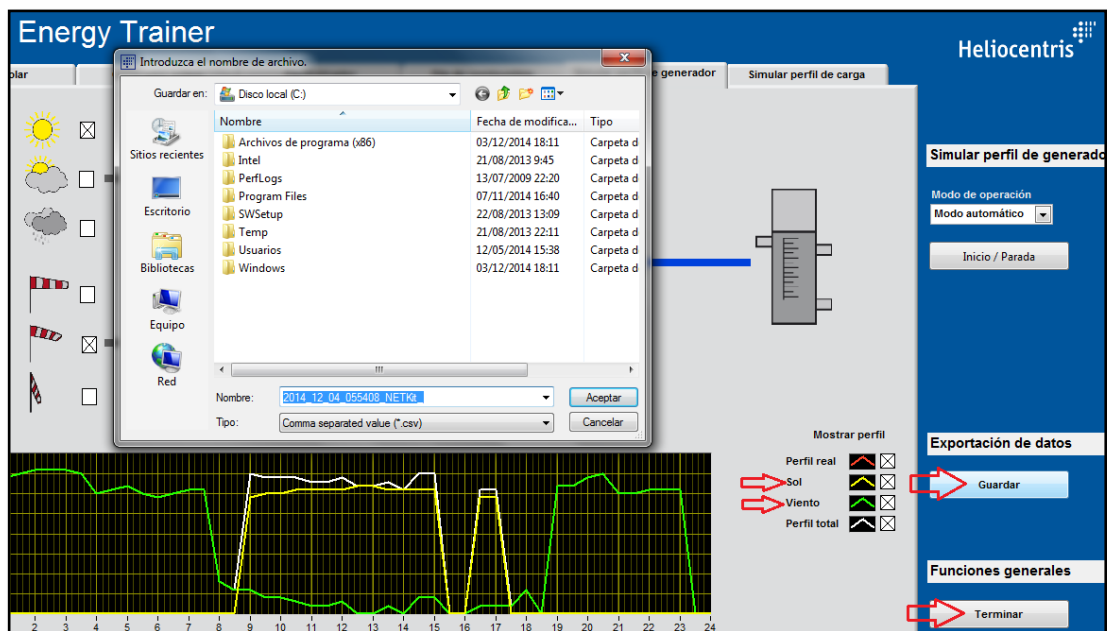 Energy Trainer
Heliocentris
Introduzca el nombre de archivo.
olar
e generador
Simular perfil de carga
Guardar en:
Disco local (C:)
Nombre
Fecha de modifica...
Tipo
Sitios recientes
Escritorio
Bibliotecas
Equipo
Red
Archivos de programa (x86)
03/12/2014 18:11
Carpeta d
Intel
21/08/2013 9:45
Carpeta d
PerfLogs
13/07/2009 22:20
Carpeta d
Program Files
07/11/2014 16:40
Carpeta d
SWSetup
22/08/2013 13:09
Carpeta d
Temp
21/08/2013 22:11
Carpeta d
Usuarios
12/05/2014 15:38
Carpeta d
Windows
03/12/2014 18:11
Carpeta d
Nombre:
2014_12_04_055408_NETKit_
Aceptar
Tipo:
Comma separated value (*.csv)
Cancelar
Simular perfil de generado
Modo de operación
Modo automático
Inicio / Parada
Mostrar perfil
Perfil real
Sol
Viento
Perfil total
Exportación de datos
Guardar
Funciones generales
Terminar
2 3 4 5 6 7 8 9 10 11 12 13 14 15 16 17 18 19 20 21 22 23 24